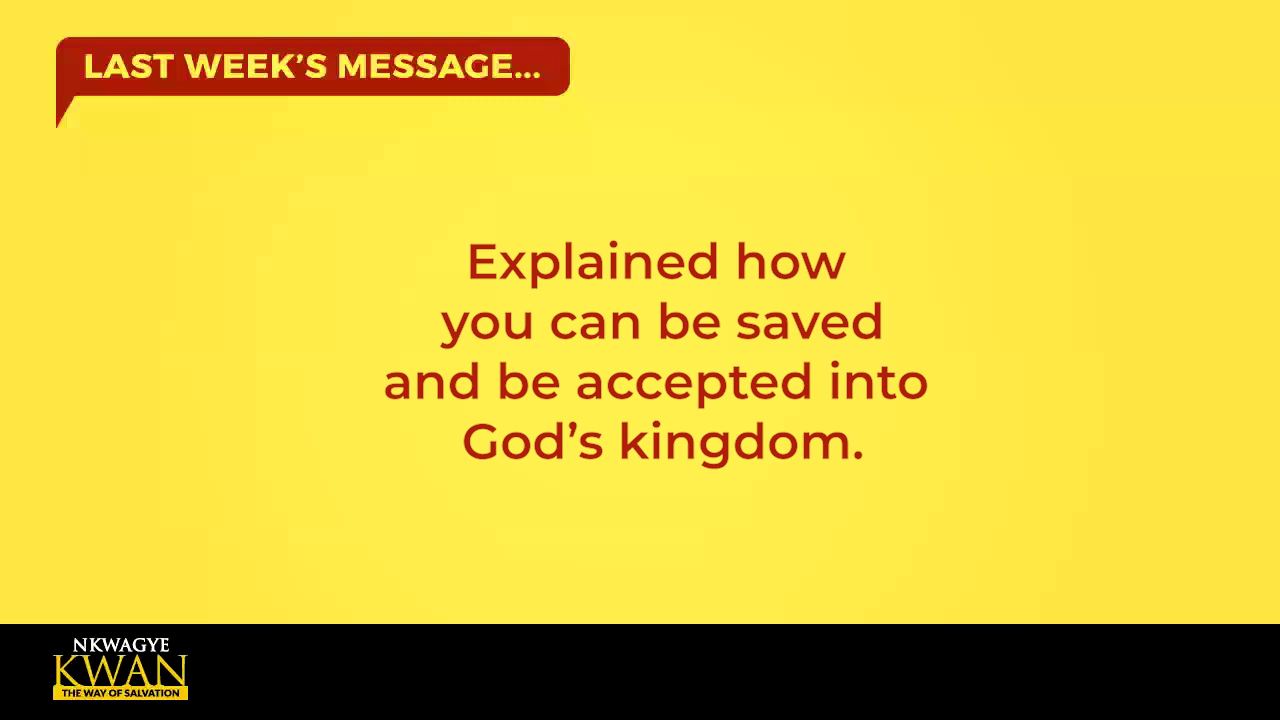 LAST WEEK’S MESSAGE...
Explained how
you can be saved
and be accepted into
God’s kingdom.
NKWAGYE
KWAN
THE WAY OF SALVATION